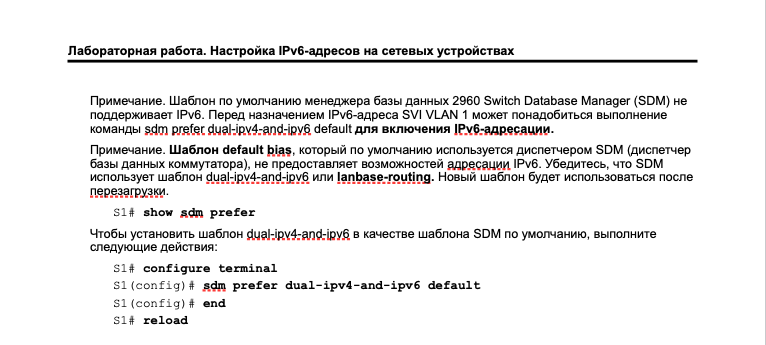 Лабораторная работа. Настройка IPv6-адресов на сетевых устройствах
Примечание. Шаблон по умолчанию менеджера базы данных 2960 Switch Database Manager (SDM) не
поддерживает IPv6. Перед назначением IPv6-адреса SVI VLAN 1 может понадобиться выполнение
команды sdm prefer dual-ipv4-and-ipv6 default для включения IPv6-адресации.
Примечание. Шаблон default bias, который по умолчанию используется диспетчером SDM (диспетчер
базы данных коммутатора), не предоставляет возможностей адресации IPv6. Убедитесь, что SDM
использует шаблон dual-ipv4-and-ipv6 или lanbase-routing. Новый шаблон будет использоваться после
перезагрузки.
S1# show sdm prefer
Чтобы установить шаблон dual-ipv4-and-ipv6 в качестве шаблона SDM по умолчанию, выполните
следующие действия:
S1# configure terminal
S1(config)# sdm prefer dual-ipv4-and-ipv6 default
S1(config)# end
S1# reload